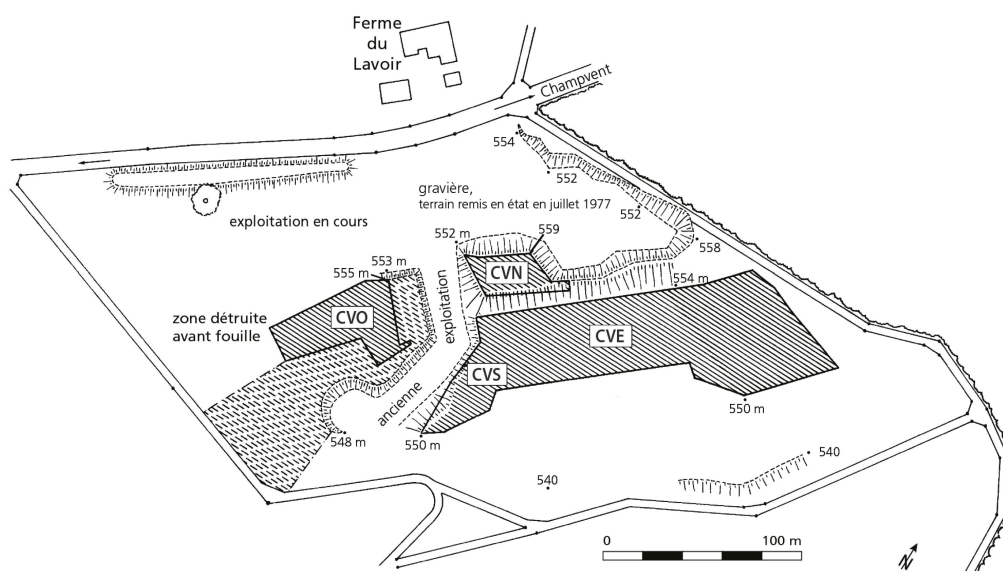 Ferme
du
Lavoir
Champvent
554
552
gravière,
terrain remis en état en juillet 1977
552
exploitation en cours
552 m
559
558
553 m
555 m
554 m
CVN
zone détruite
avant fouille
CVO
exploitation
CVE
CVS
ancienne
550 m
548 m
550 m
540
540
0
100 m
N